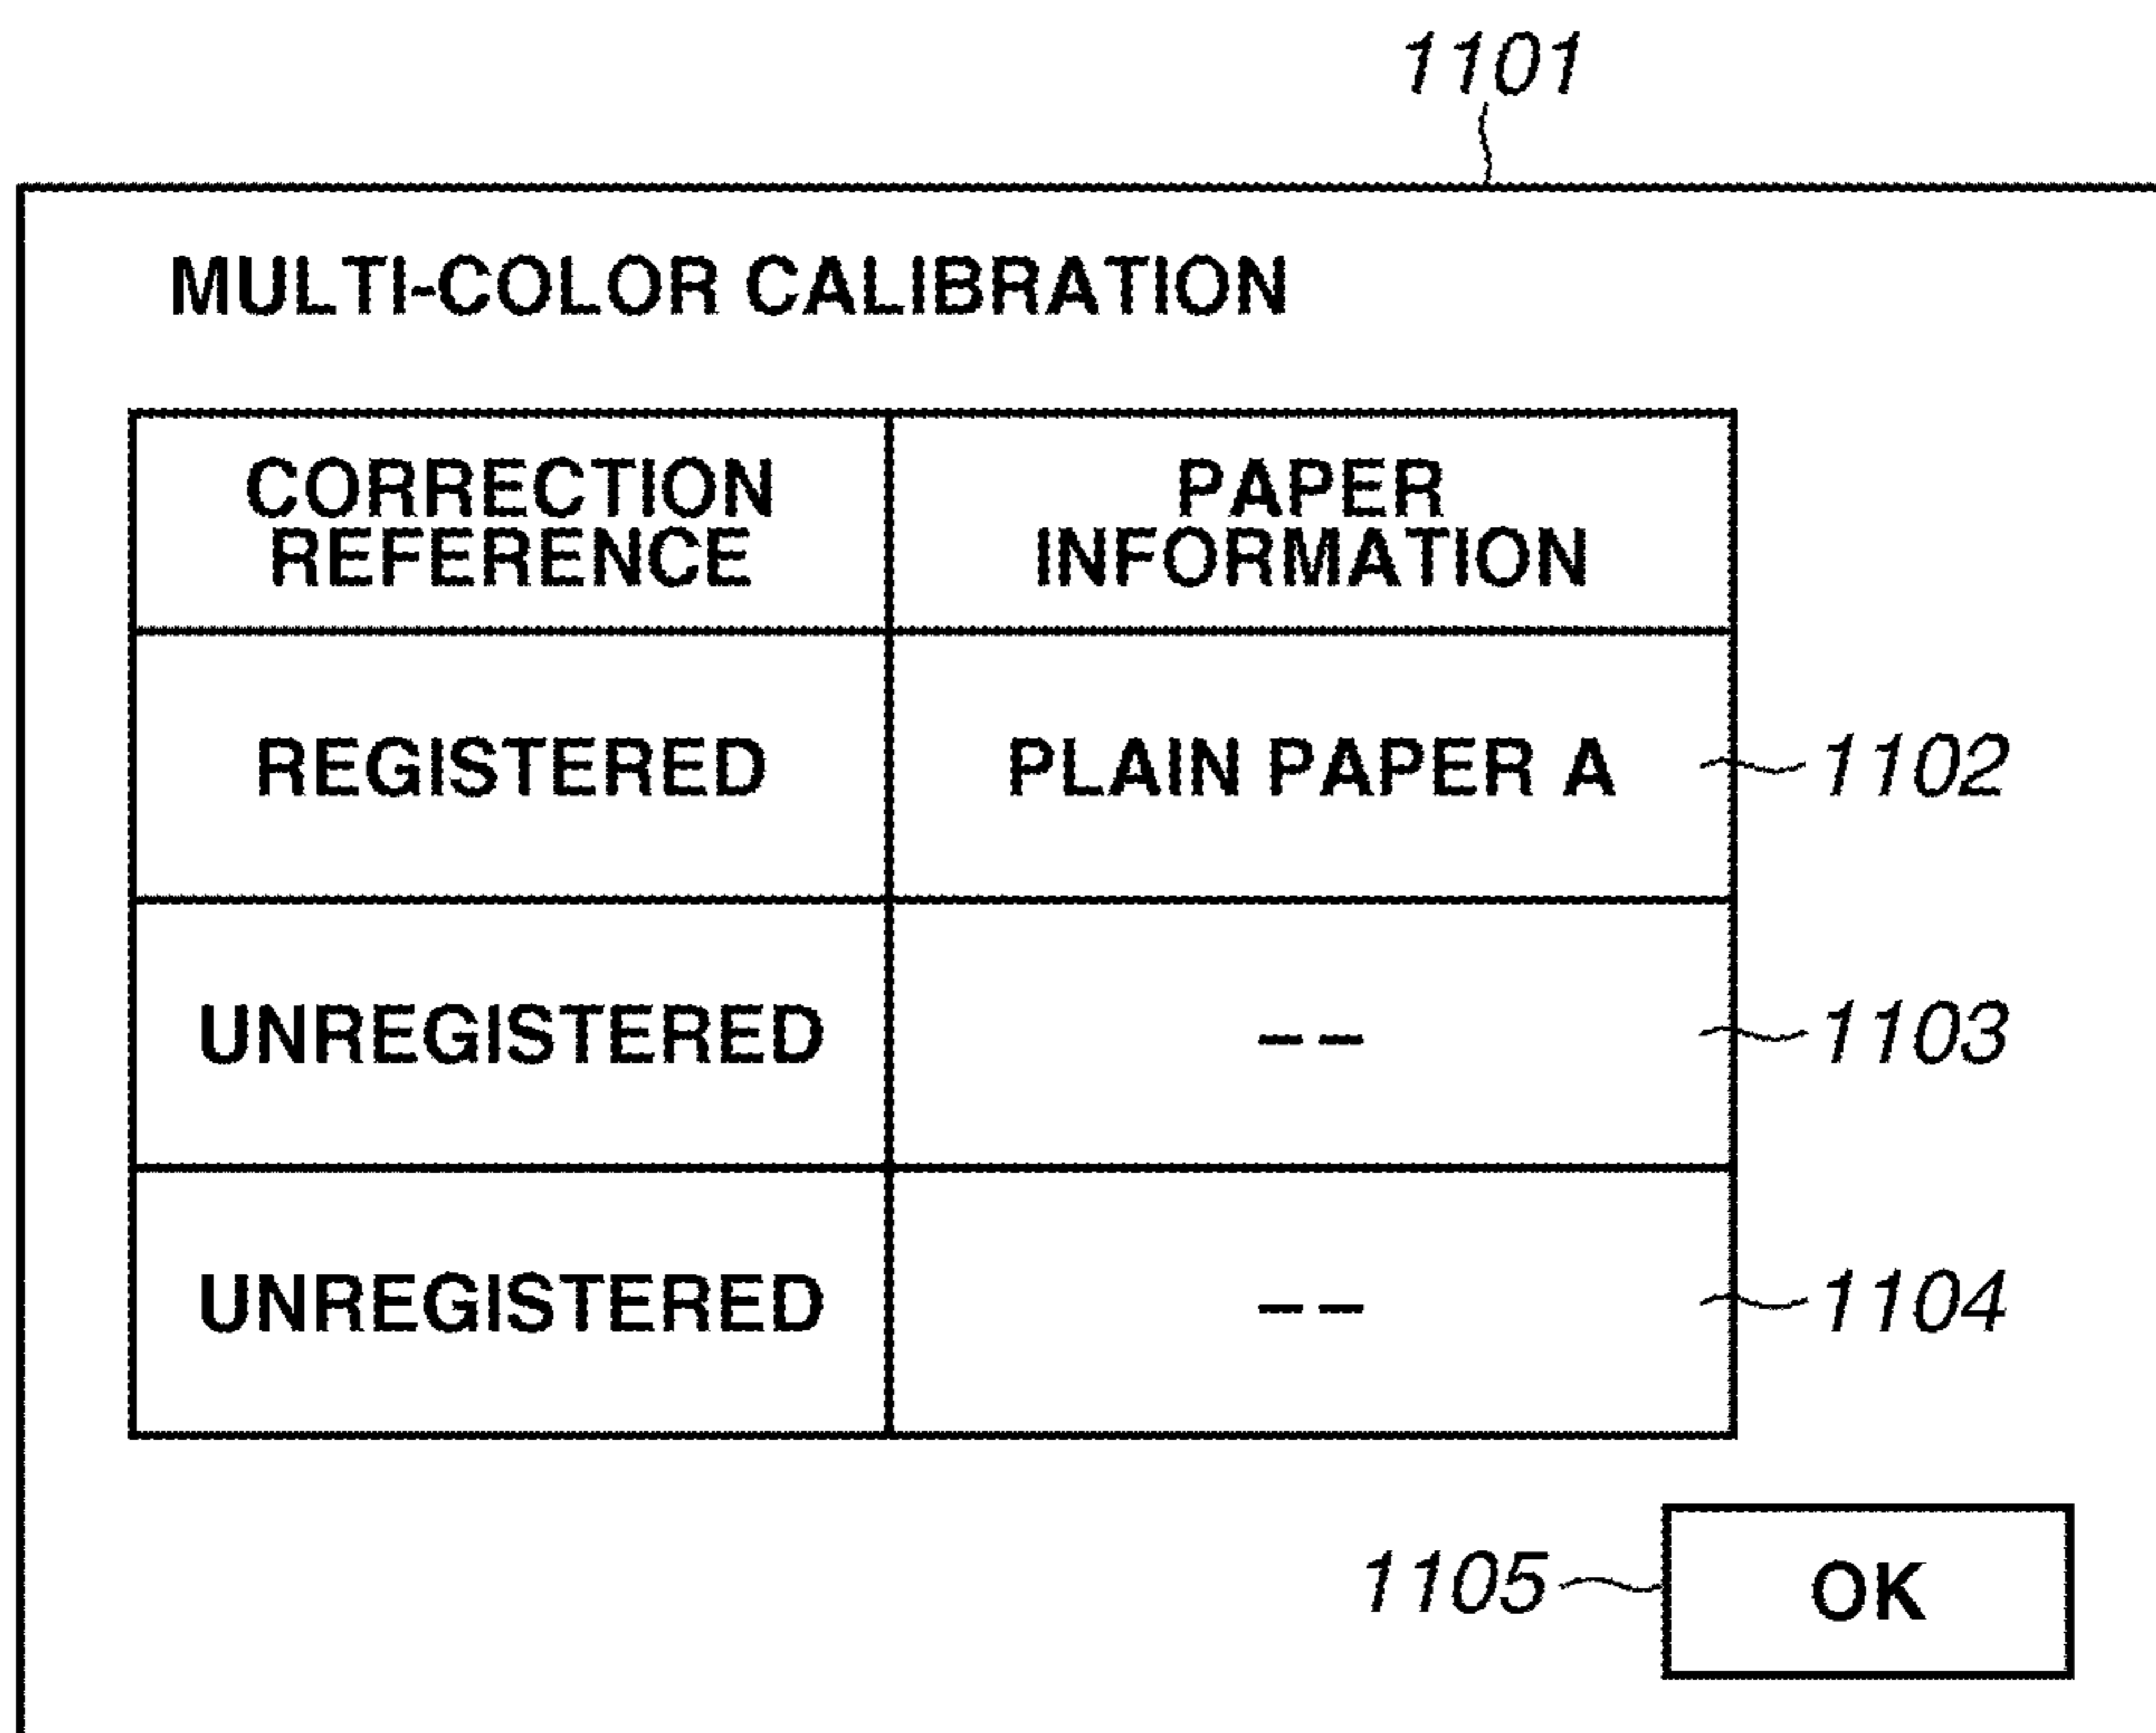 1101
MULTI-COLOR CALIBRATION
CORRECTION REFERENCE
PAPER INFORMATION
REGISTERED
PLAIN PAPER A
1102
UNREGISTERED
--
1103
UNREGISTERED
--
1104
1105
OK